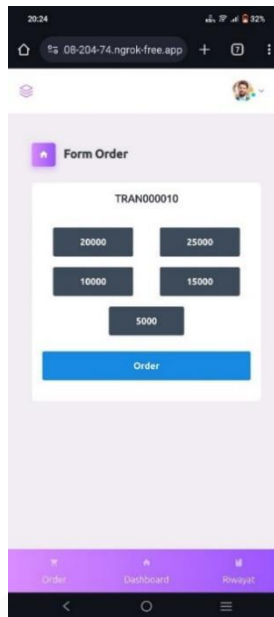 20:24
32%
08-204-74.ngrok-free.app
7
Form Order
TRAN000010
20000 25000
10000 15000
5000
Order
Order Dashboard Riwayat